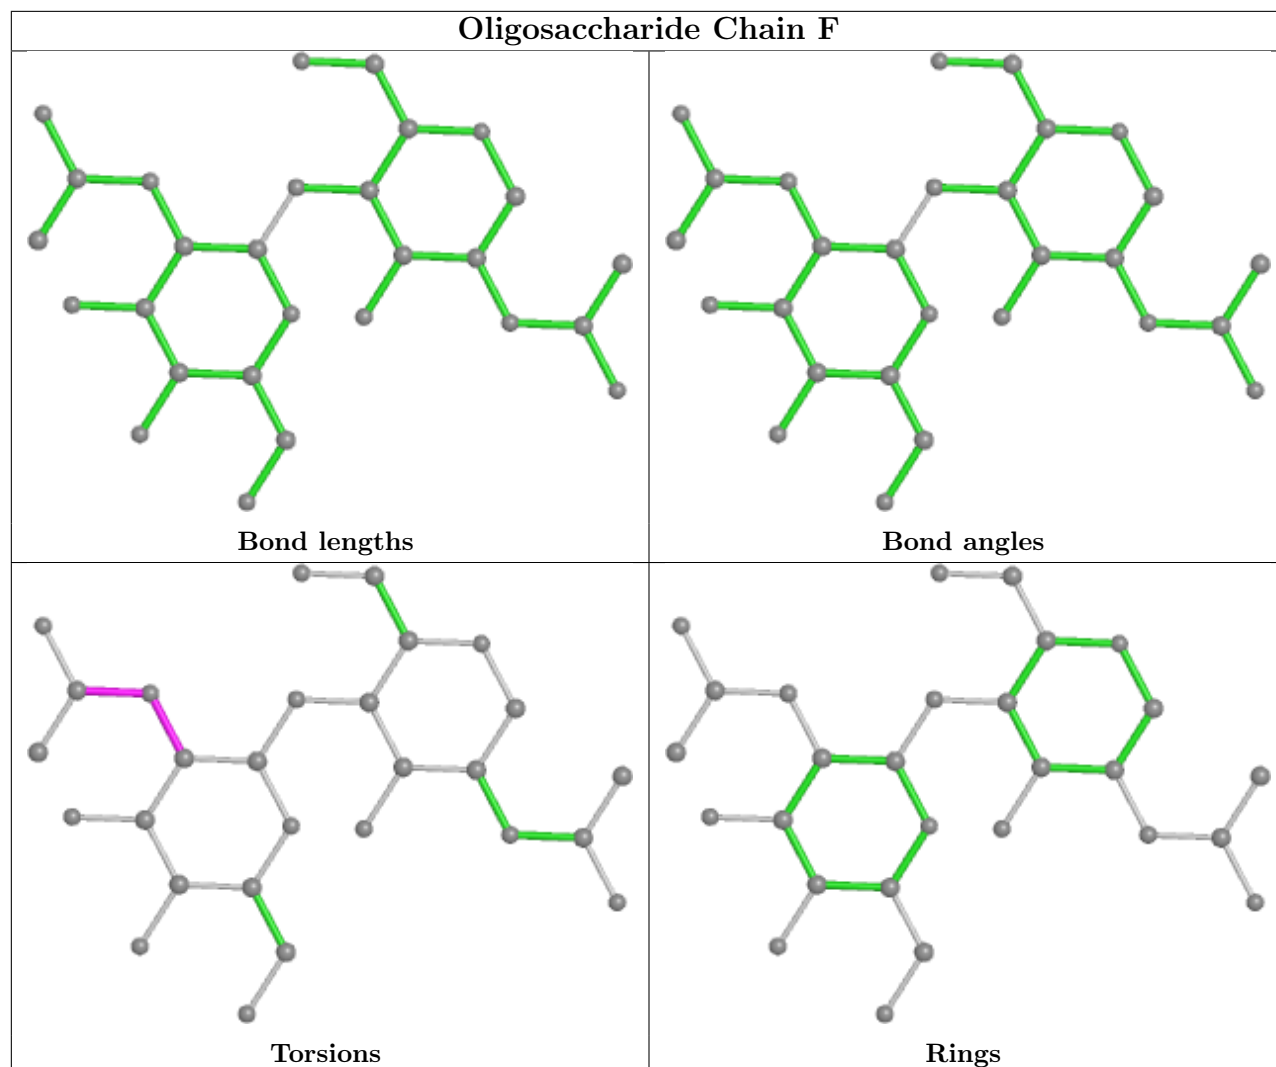 Oligosaccharide Chain F
Bond lengths
Bond angles
Torsions
Rings